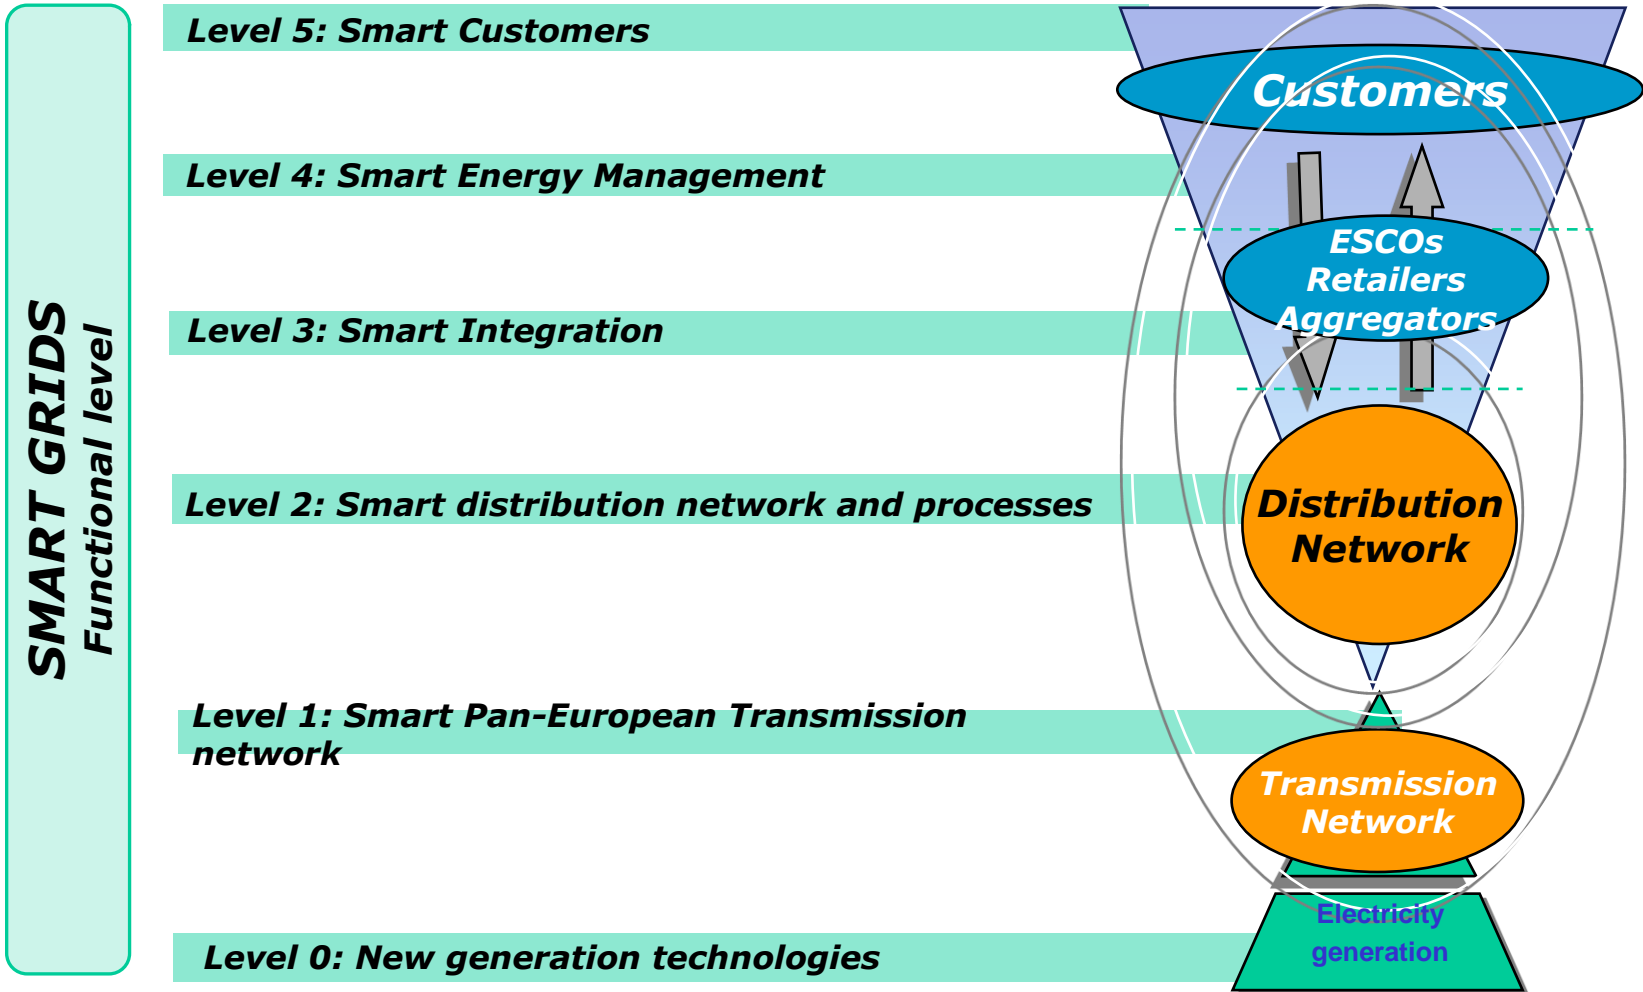 SMART GRIDS
Functional level
Level 5: Smart Customers
Customers
Level 4: Smart Energy Management
ESCOs
Retailers
Aggregators
Level 3: Smart Integration
Level 2: Smart distribution network and processes
Distribution
Network
Level 1: Smart Pan-European Transmission
network
Transmission
Network
Electricity
generation
Level 0: New generation technologies